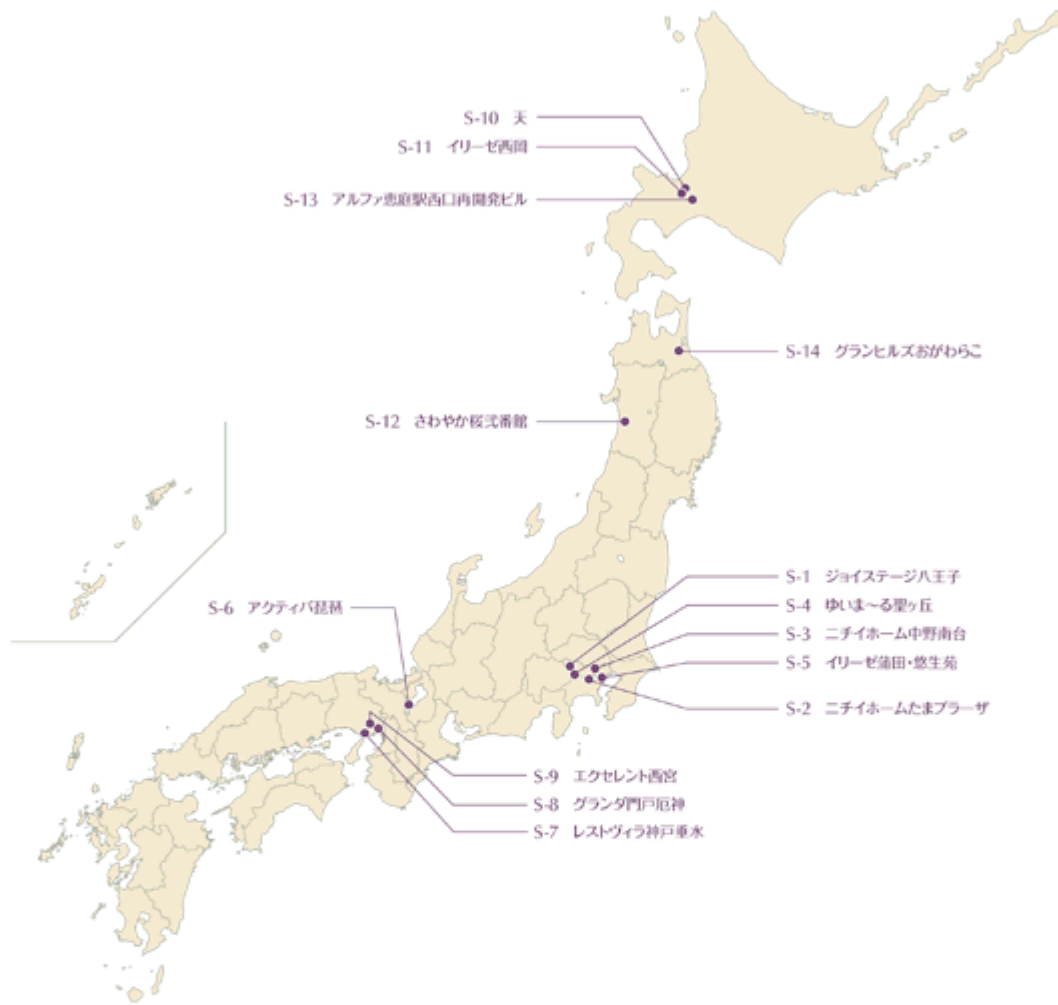 S-10 天
S-11 イリーゼ西岡
S-13 アルファ恵庭駅西口再開発ビル
S-14 グランヒルズおがわらこ
S-12 さわやか桜弐番館
S-1 ジョイステージ八王子
S-6 アクティバ琵琶
S-4 ゆいま〜る聖ヶ丘
S-3 ニチイホーム中野南台
S-5 イリーゼ蒲田・悠生苑
S-2 ニチイホームたまプラーザ
S-9 エクセレント西宮
S-8 グランダ門戸厄神
S-7 レストヴィラ神戸垂水